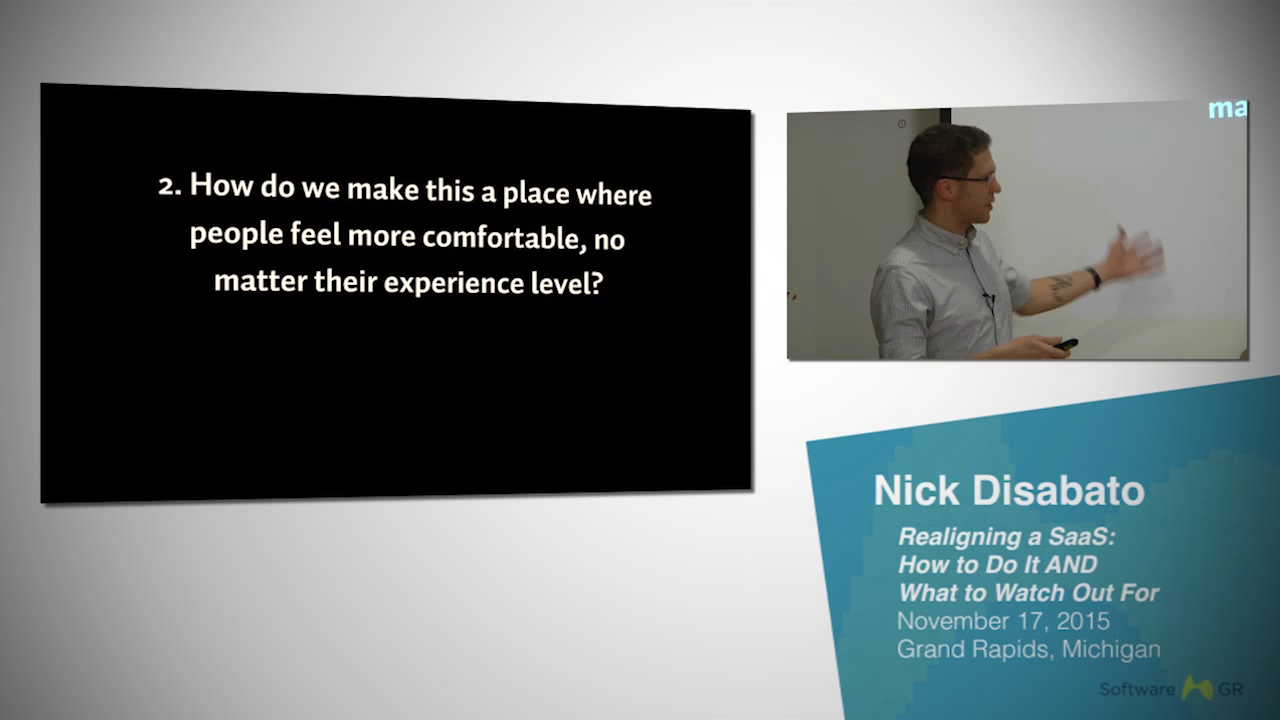 2. How do we make this a place where
people feel more comfortable, no
matter their experience level?
ma
Nick Disabato
Realigning a SaaS:
How to Do It AND
What to Watch Out For
November 17, 2015
Grand Rapids, Michigan
Software GR